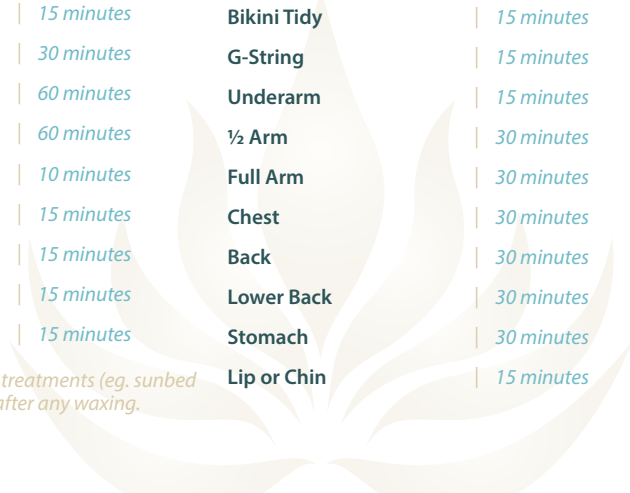 | 15 minutes
| 30 minutes
| 60 minutes
| 60 minutes
| 10 minutes
| 15 minutes
| 15 minutes
| 15 minutes
| 15 minutes
treatments (eg. sunbed
after any waxing.
Bikini Tidy | 15 minutes
G-String | 15 minutes
Underarm | 15 minutes
½ Arm | 30 minutes
Full Arm | 30 minutes
Chest | 30 minutes
Back | 30 minutes
Lower Back | 30 minutes
Stomach | 30 minutes
Lip or Chin | 15 minutes